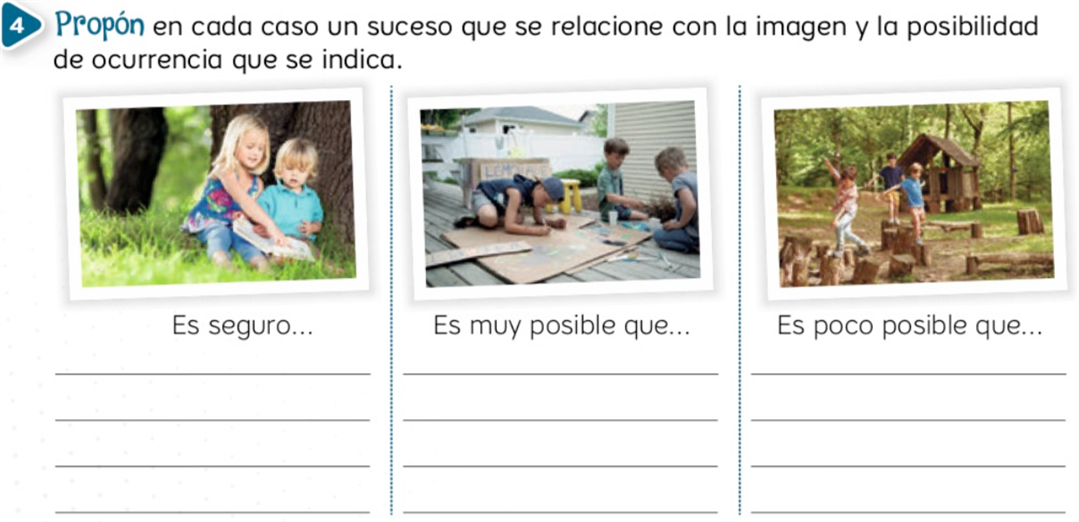 4 Propón en cada caso un suceso que se relacione con la imagen y la posibilidad
de ocurrencia que se indica.
LEMONADE
Es seguro...
Es muy posible que...
Es poco posible que...